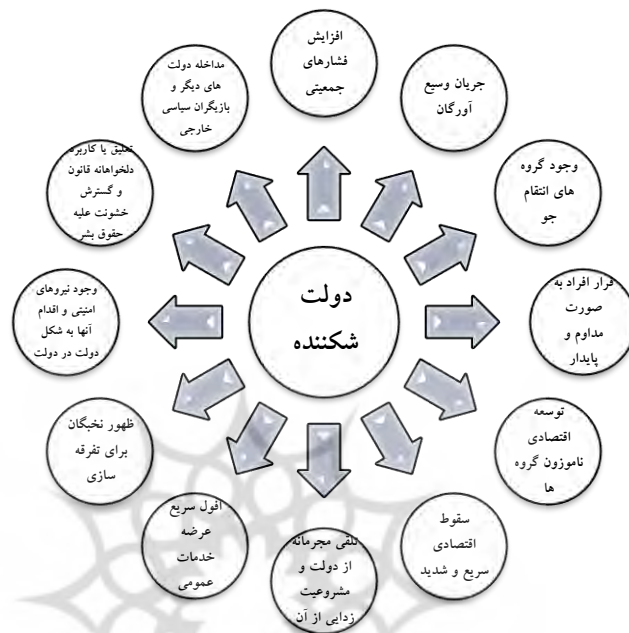 افزایش
فشارهای
جمعیتی
جریان وسیع
آورگان
وجود گروه
های انتقام
جو
فرار افراد به
صورت
مداوم و
پایدار
توسعه
اقتصادی
ناموزون گروه
ها
سقوط
اقتصادی
سریع و شدید
تلقی مجرمانه
از دولت و
مشروعیت
زدایی از آن
افول سریع
عرضه
خدمات
عمومی
ظهور نخبگان
برای تفرقه
سازی
وجود نیروهای
امنیتی و اقدام
آنها به شکل
دولت در دولت
تعلیق یا کاربرد
دلخواهانه قانون
و گسترش
خشونت علیه
حقوق بشر
مداخله دولت
های دیگر و
بازیگران سیاسی
خارجی
دولت
شکننده